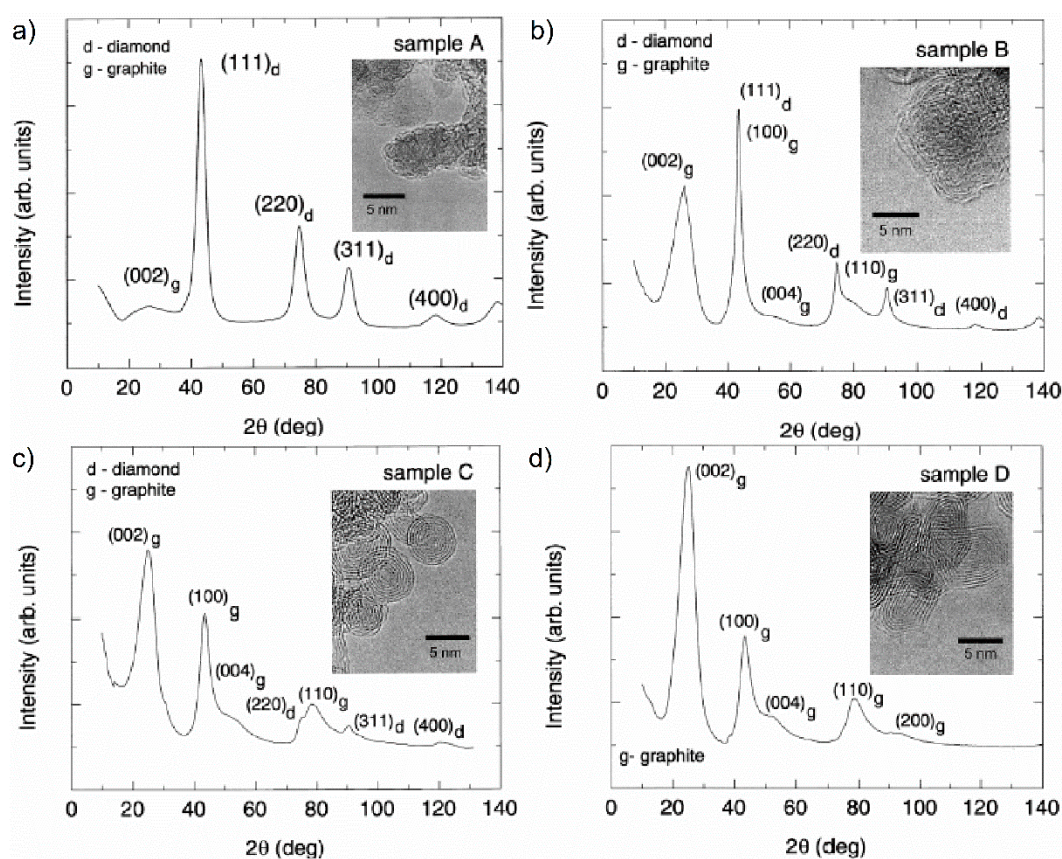 a)
d - diamond
g - graphite
sample A
(111)d
(220)d
(311)d
(002)g
(400)d
5 nm
Intensity (arb. units)
0 20 40 60 80 100 120 140
2θ (deg)
b)
d - diamond
g - graphite
sample B
(111)d
(100)g
(002)g
(220)d
(110)g
(004)g
(311)d
(400)d
5 nm
Intensity (arb. units)
0 20 40 60 80 100 120 140
2θ (deg)
c)
d - diamond
g - graphite
sample C
(002)g
(100)g
(004)g
(220)d
(110)g
(311)d
(400)d
5 nm
Intensity (arb. units)
0 20 40 60 80 100 120 140
2θ (deg)
d)
sample D
(002)g
(100)g
(004)g
(110)g
(200)g
5 nm
g- graphite
Intensity (arb. units)
0 20 40 60 80 100 120 140
2θ (deg)